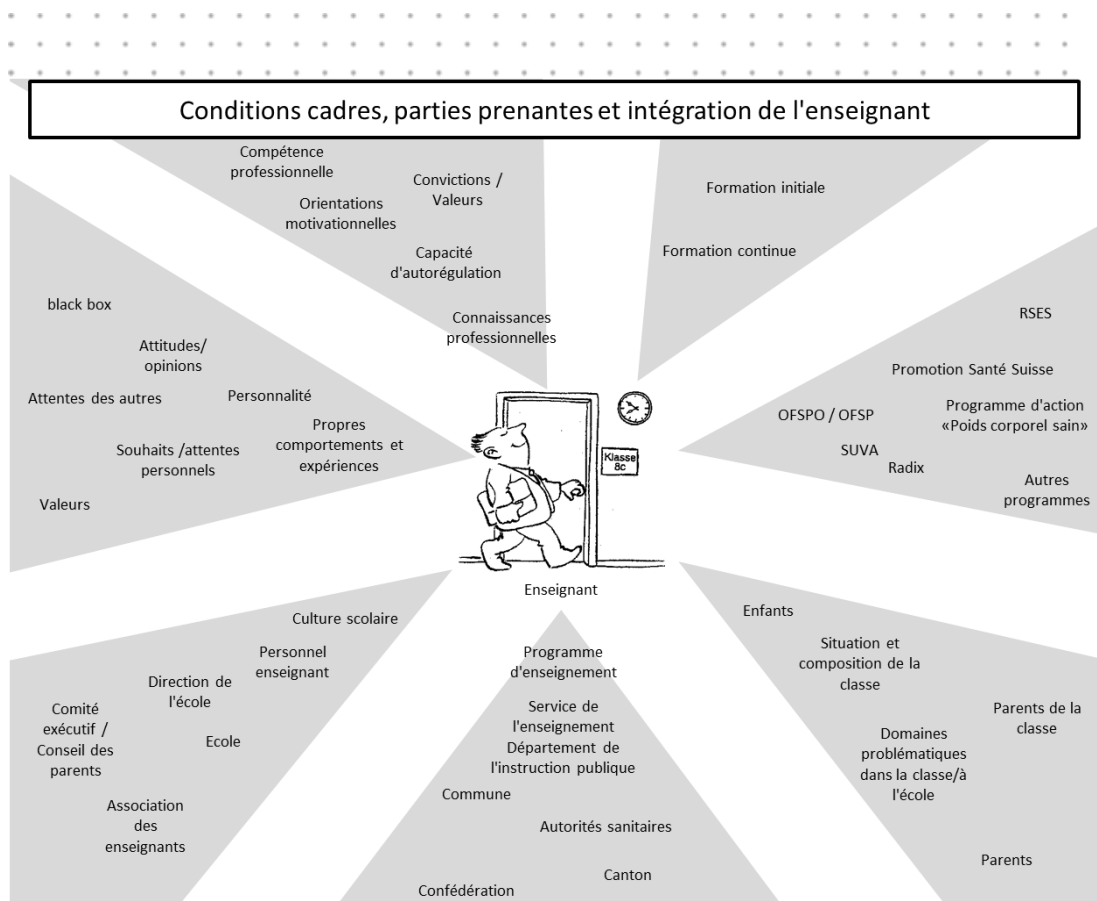 Conditions cadres, parties prenantes et intégration de l'enseignant
Compétence
professionnelle
Convictions /
Valeurs
Orientations
motivationnelles
Capacité
d'autorégulation
Connaissances
professionnelles
Formation initiale
Formation continue
black box
Attitudes/
opinions
Attentes des autres
Personnalité
Propres
comportements et
expériences
Souhaits /attentes
personnels
Valeurs
RSES
Promotion Santé Suisse
OFSPO / OFSP
Programme d'action
«Poids corporel sain»
SUVA
Radix
Autres
programmes
Klasse
8c
Enseignant
Culture scolaire
Personnel
enseignant
Direction de
l'école
Comité
exécutif /
Conseil des
parents
Ecole
Association
des
enseignants
Programme
d'enseignement
Service de
l'enseignement
Département de
l'instruction publique
Commune
Autorités sanitaires
Canton
Confédération
Enfants
Situation et
composition de la
classe
Parents de la
classe
Domaines
problématiques
dans la classe/à
l'école
Parents